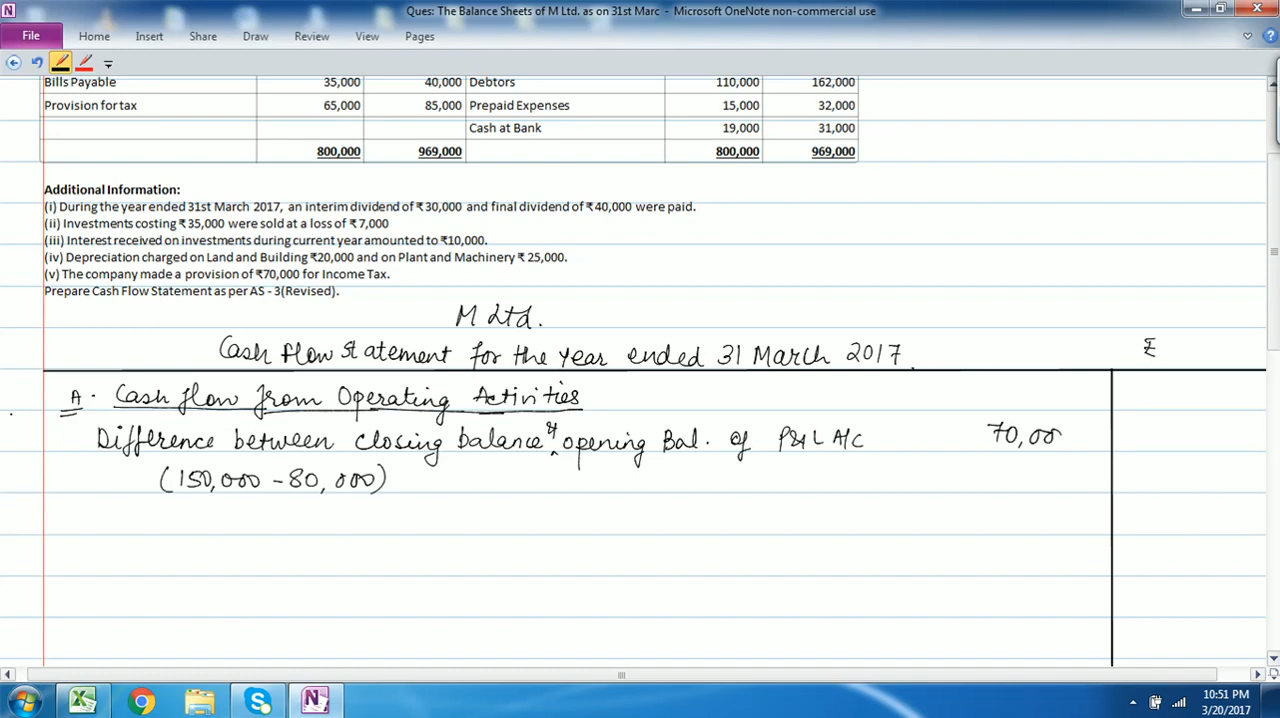 Ques: The Balance Sheets of M Ltd. as on 31st Marc - Microsoft OneNote non-commercial use
File Home Insert Share Draw Review View Pages
Bills Payable 35,000 40,000 Debtors 110,000 162,000
Provision for tax 65,000 85,000 Prepaid Expenses 15,000 32,000
Cash at Bank 19,000 31,000
800,000 969,000 800,000 969,000
Additional Information:
(i) During the year ended 31st March 2017, an interim dividend of ₹30,000 and final dividend of ₹40,000 were paid.
(ii) Investments costing ₹35,000 were sold at a loss of ₹7,000
(iii) Interest received on investments during current year amounted to ₹10,000.
(iv) Depreciation charged on Land and Building ₹20,000 and on Plant and Machinery ₹ 25,000.
(v) The company made a provision of ₹70,000 for Income Tax.
Prepare Cash Flow Statement as per AS - 3(Revised).
M Ltd.
Cash Flow Statement for the Year ended 31 March 2017. ₹
A. Cash flow from Operating Activities
Difference between closing balance & opening Bal. of P&L A/C 70,00
(150,000 - 80,000)
10:51 PM
3/20/2017